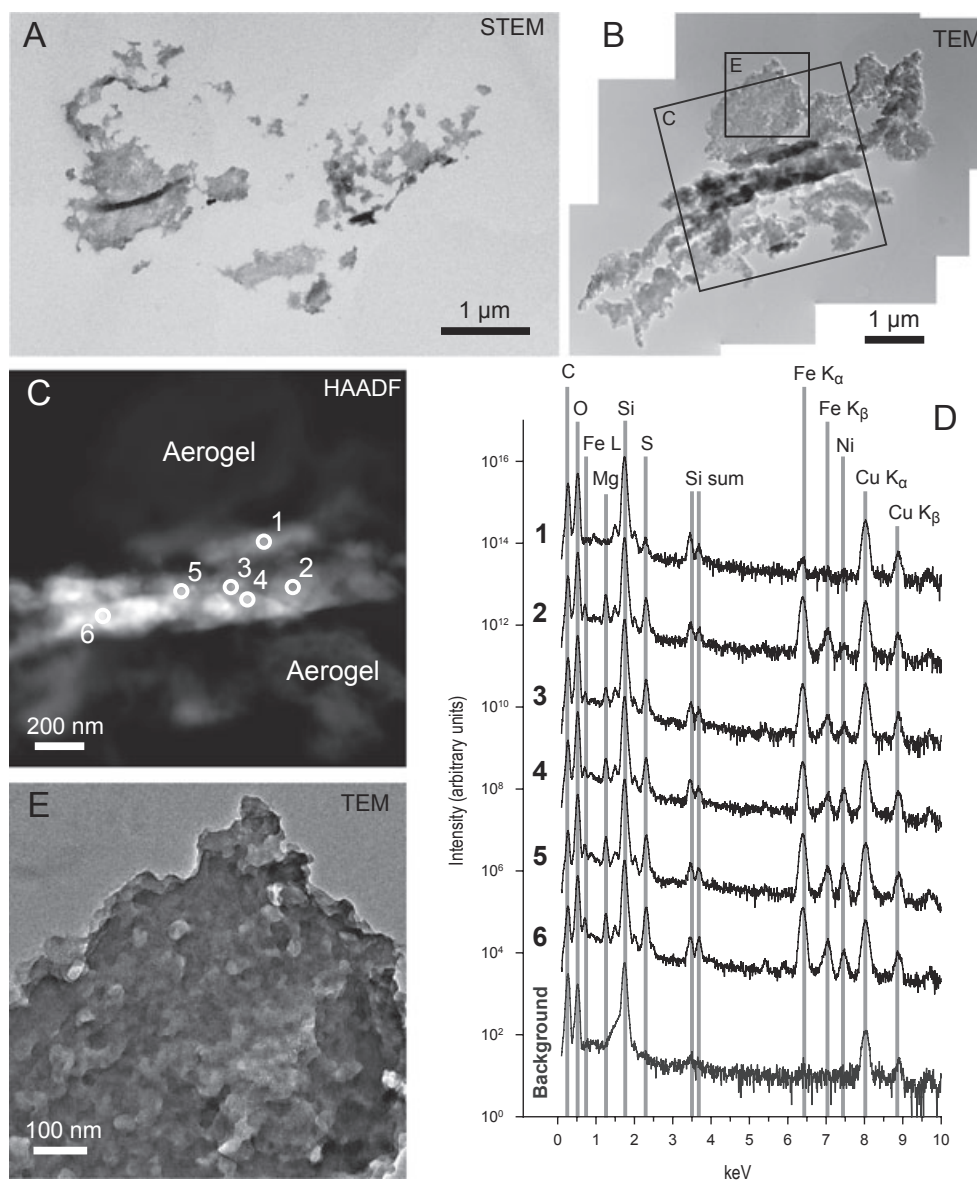 A
STEM
1 µm
B
TEM
E
C
1 µm
C
HAADF
Aerogel
1
5
3
4
2
6
Aerogel
200 nm
E
TEM
100 nm
D
C
Fe Kα
O
Si
Fe Kβ
Fe L
S
Ni
Mg
Si sum
Cu Kα
Cu Kβ
Intensity (arbitrary units)
10¹⁶
10¹⁴
10¹²
10¹⁰
10⁸
10⁶
10⁴
10²
10⁰
1
2
3
4
5
6
Background
0 1 2 3 4 5 6 7 8 9 10
keV